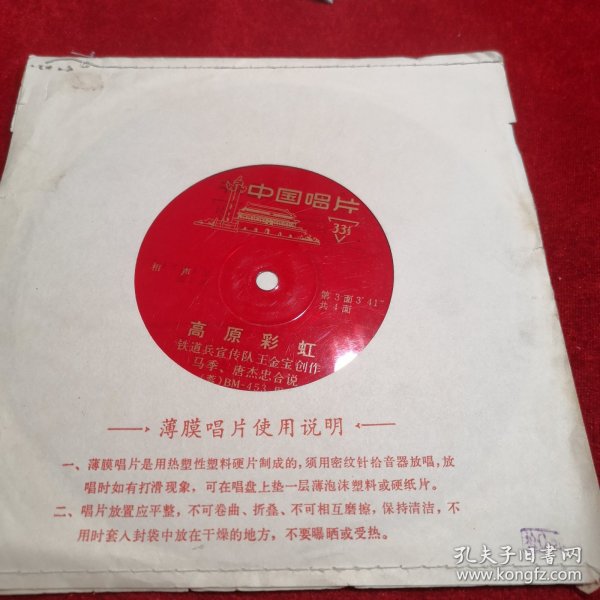 中国唱片
33⅓
相声
第3面3'41"
共4面
高原彩虹
铁道兵宣传队王金宝创作
马季、唐杰忠合说
BM-453
薄膜唱片使用说明
一、薄膜唱片是用热塑性塑料硬片制成的，须用密纹针拾音器放唱，放
唱时如有打滑现象，可在唱盘上垫一层薄泡沫塑料或硬纸片。
二、唱片放置应平整，不可卷曲、折叠、不可相互磨擦，保持清洁，不
用时套入封袋中放在干燥的地方，不要曝晒或受热。
孔夫子旧书网
www.kongfz.com